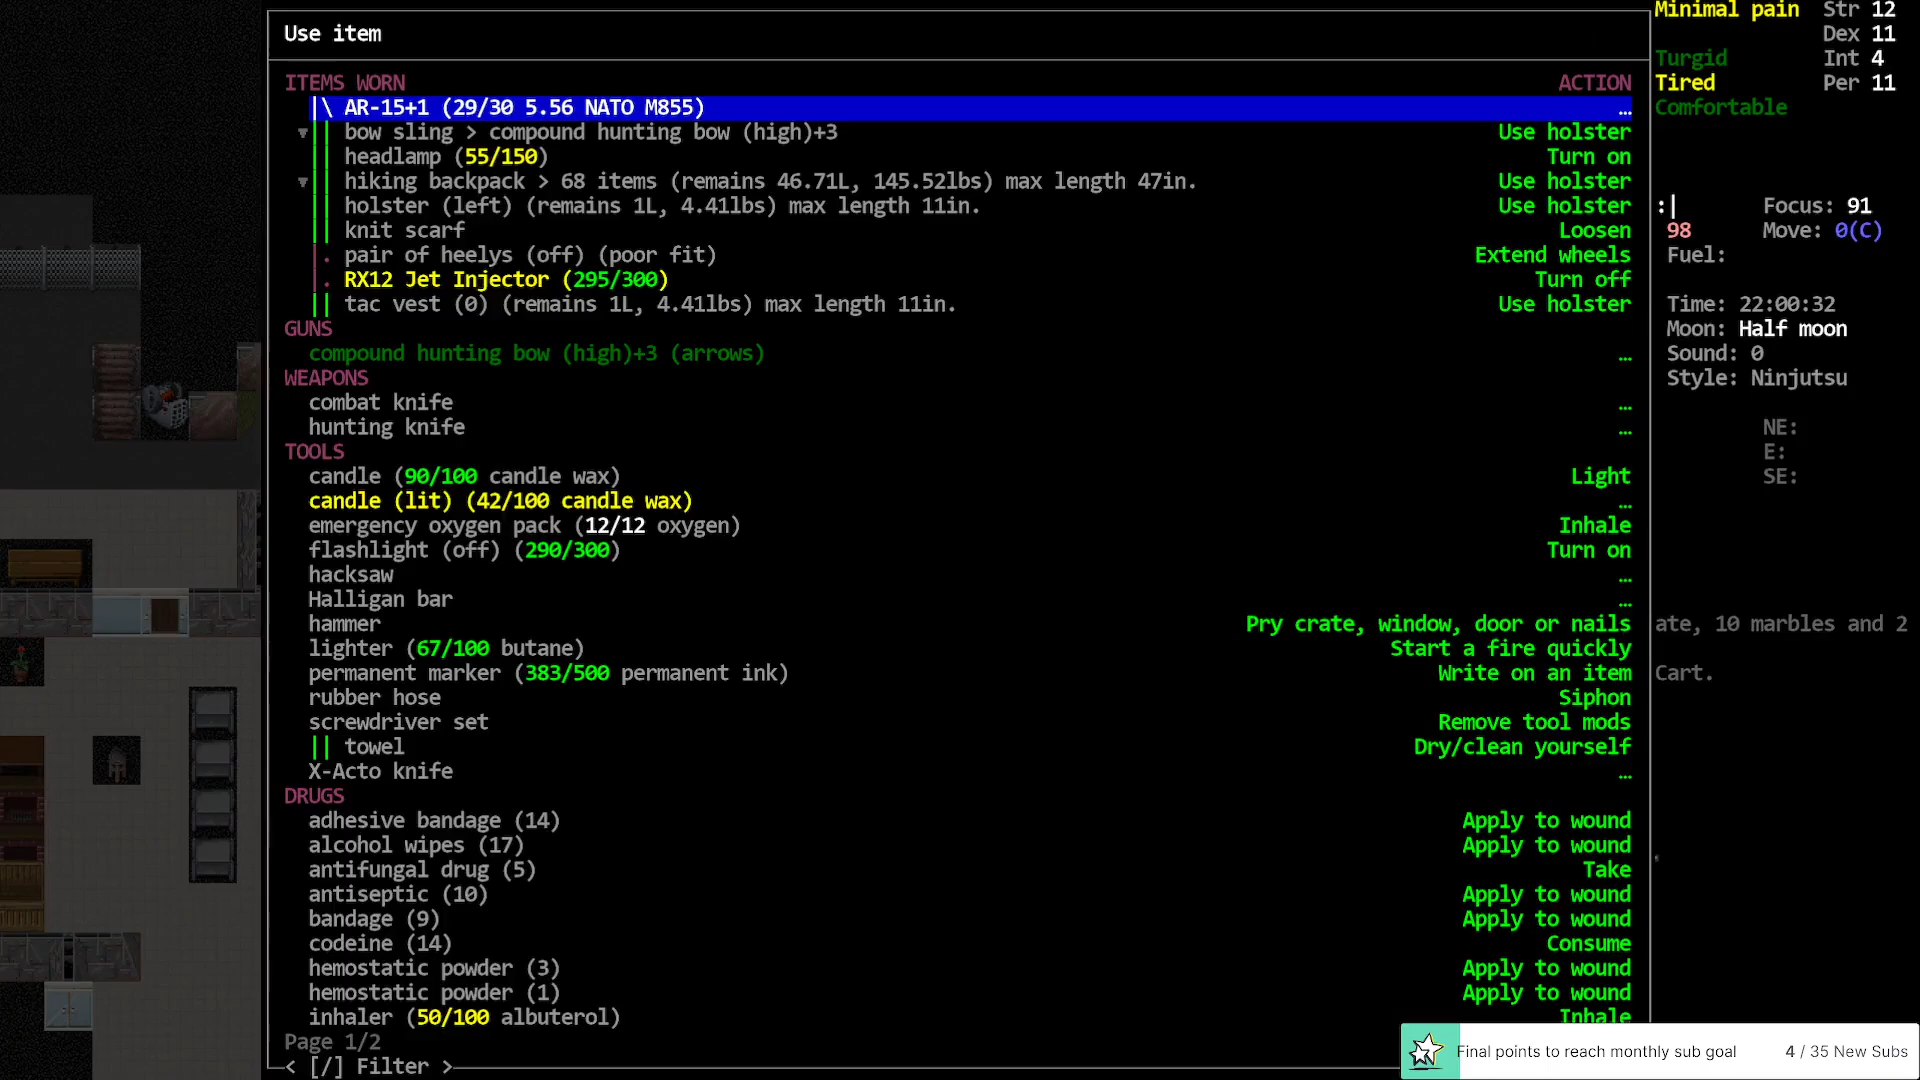 Use item
ITEMS WORN ACTION
|\ AR-15+1 (29/30 5.56 NATO M855) …
▼ || bow sling > compound hunting bow (high)+3 Use holster
|| headlamp (55/150) Turn on
▼ || hiking backpack > 68 items (remains 46.71L, 145.52lbs) max length 47in. Use holster
|| holster (left) (remains 1L, 4.41lbs) max length 11in. Use holster
|| knit scarf Loosen
|. pair of heelys (off) (poor fit) Extend wheels
|. RX12 Jet Injector (295/300) Turn off
|| tac vest (0) (remains 1L, 4.41lbs) max length 11in. Use holster
GUNS
compound hunting bow (high)+3 (arrows) …
WEAPONS
combat knife …
hunting knife …
TOOLS
candle (90/100 candle wax) Light
candle (lit) (42/100 candle wax) …
emergency oxygen pack (12/12 oxygen) Inhale
flashlight (off) (290/300) Turn on
hacksaw …
Halligan bar …
hammer Pry crate, window, door or nails
lighter (67/100 butane) Start a fire quickly
permanent marker (383/500 permanent ink) Write on an item
rubber hose Siphon
screwdriver set Remove tool mods
|| towel Dry/clean yourself
X-Acto knife …
DRUGS
adhesive bandage (14) Apply to wound
alcohol wipes (17) Apply to wound
antifungal drug (5) Take
antiseptic (10) Apply to wound
bandage (9) Apply to wound
codeine (14) Consume
hemostatic powder (3) Apply to wound
hemostatic powder (1) Apply to wound
inhaler (50/100 albuterol) Inhale
Page 1/2
< [/] Filter >
Minimal pain Str 12
Dex 11
Turgid Int 4
Tired Per 11
Comfortable
:| Focus: 91
98 Move: 0(C)
Fuel:
Time: 22:00:32
Moon: Half moon
Sound: 0
Style: Ninjutsu
NE:
E:
SE:
ate, 10 marbles and 2
Cart.
Final points to reach monthly sub goal 4 / 35 New Subs